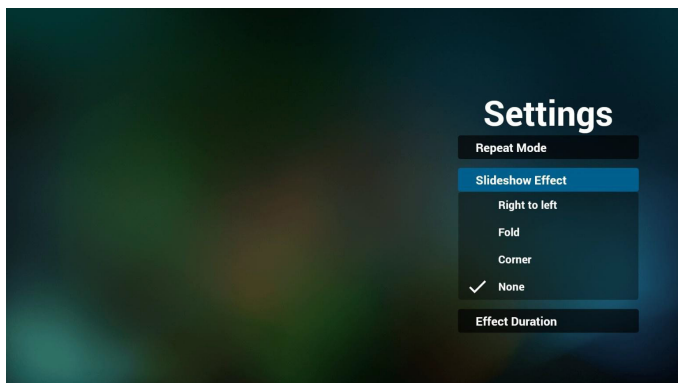 Settings
Repeat Mode
Slideshow Effect
Right to left
Fold
Corner
None
Effect Duration